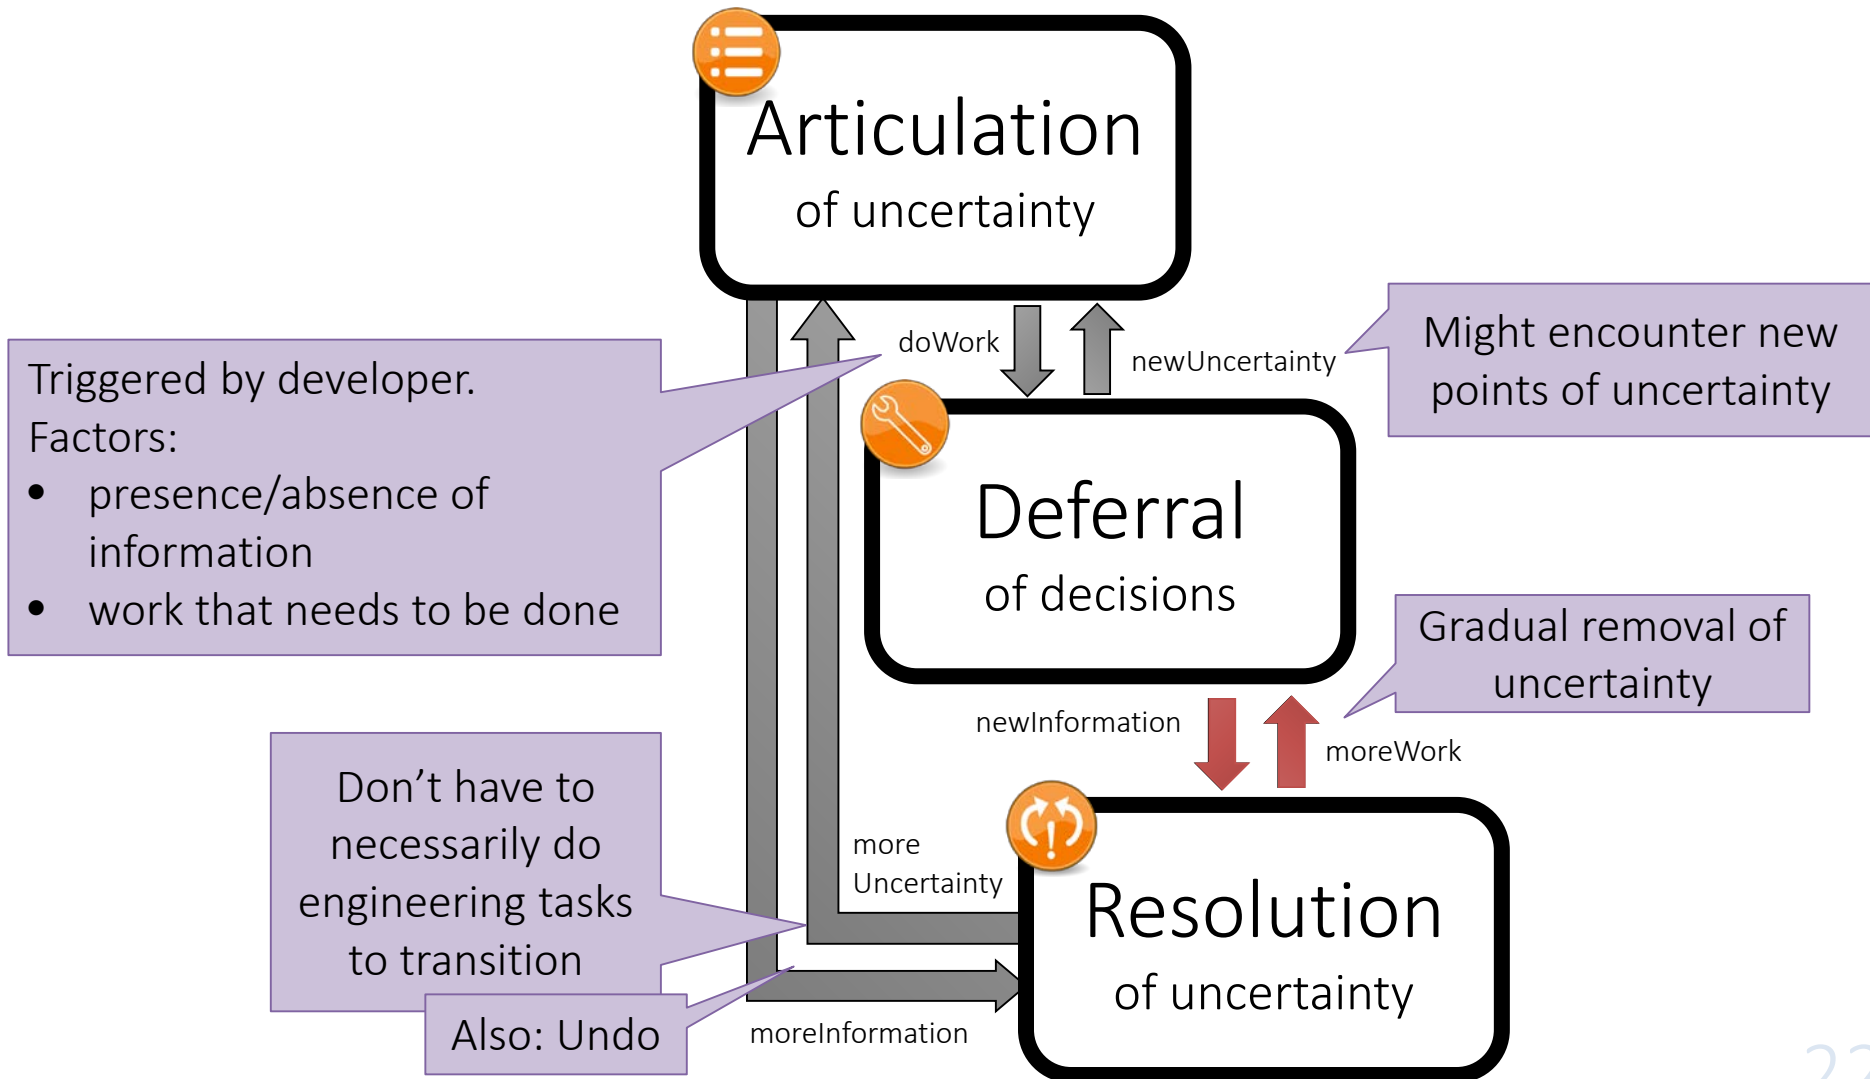 Articulation
of uncertainty
doWork
newUncertainty
Might encounter new
points of uncertainty
Triggered by developer.
Factors:
• presence/absence of
information
• work that needs to be done
Deferral
of decisions
Gradual removal of
uncertainty
newInformation
moreWork
Don’t have to
necessarily do
engineering tasks
to transition
more
Uncertainty
Resolution
of uncertainty
Also: Undo
moreInformation
22